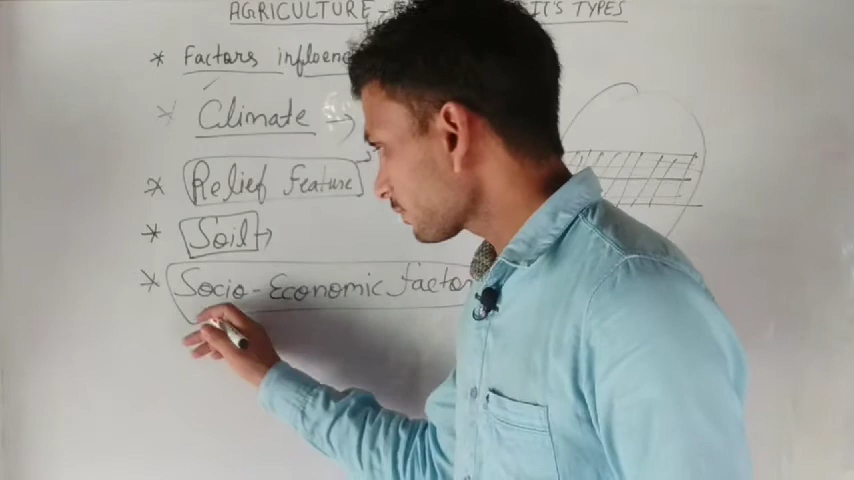 AGRICULTURE - IT'S TYPES
* Factors influen
* Climate →
* Relief feature
* Soil →
* Socio-Economic factor